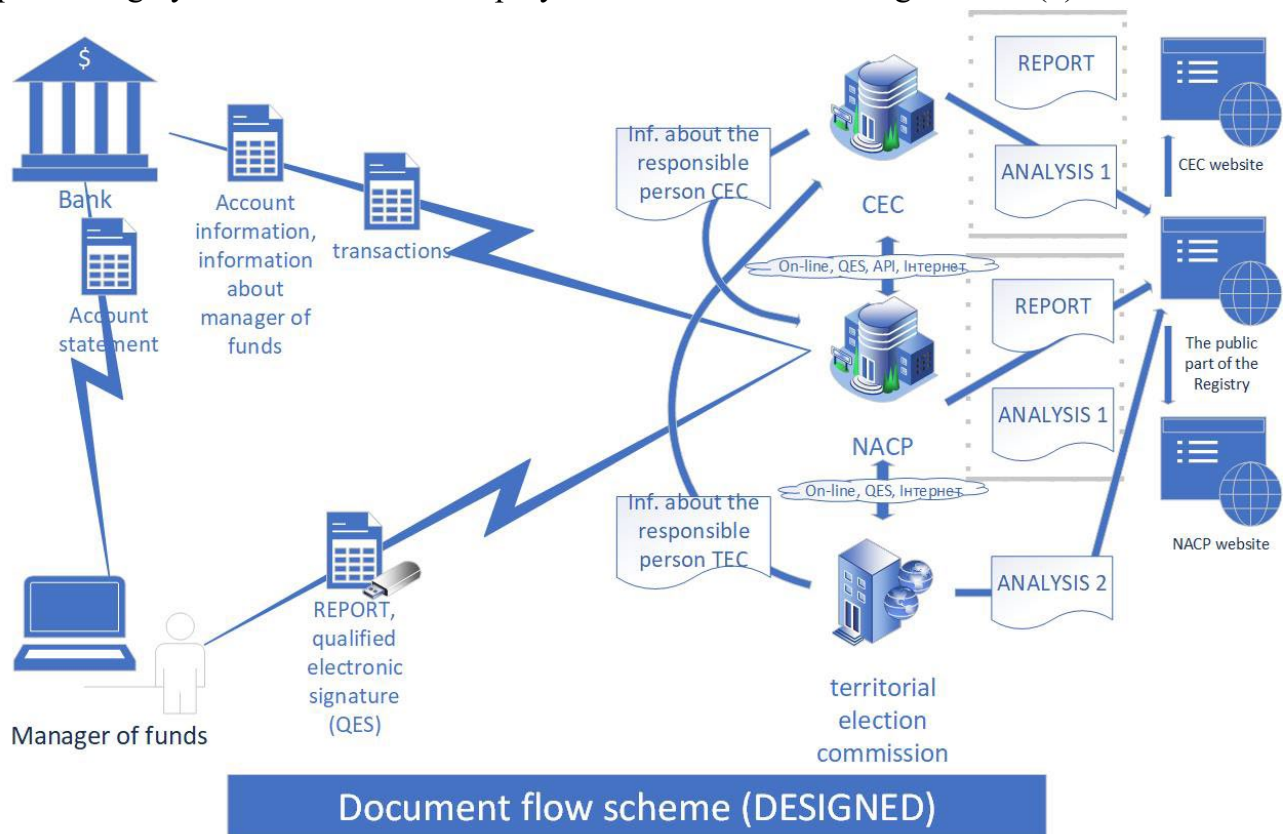 $
Bank
Account
information,
information
about
manager of
funds
transactions
Account
statement
Inf. about the
responsible
person CEC
CEC
On-line, QES, API, Інтернет
NACP
On-line, QES, Інтернет
Inf. about the
responsible
person TEC
territorial
election
commission
REPORT
ANALYSIS 1
REPORT
ANALYSIS 1
ANALYSIS 2
CEC website
The public
part of the
Registry
NACP website
REPORT,
qualified
electronic
signature
(QES)
Manager of funds
Document flow scheme (DESIGNED)